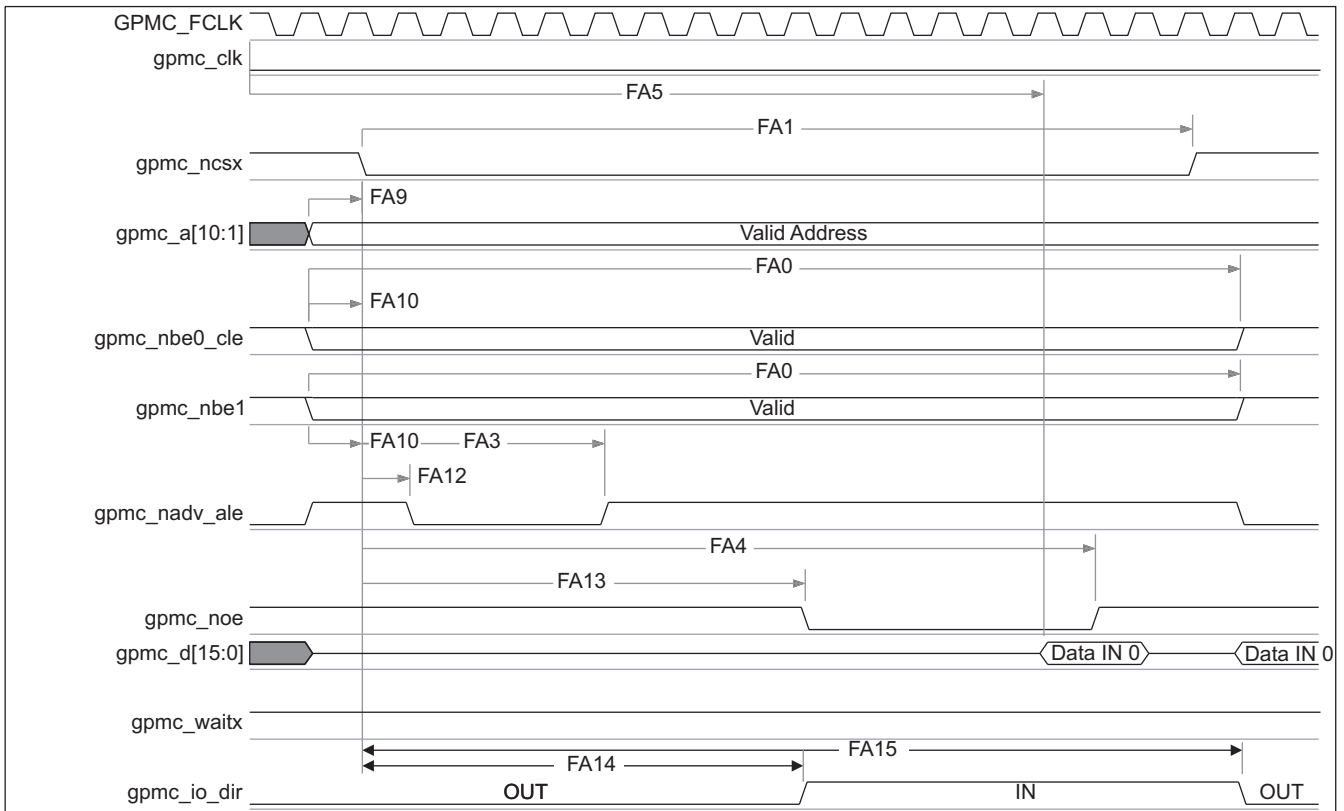 GPMC_FCLK
gpmc_clk
FA5
FA1
gpmc_ncsx
FA9
gpmc_a[10:1]
Valid Address
FA0
FA10
gpmc_nbe0_cle
Valid
FA0
gpmc_nbe1
Valid
FA10
FA3
FA12
gpmc_nadv_ale
FA4
FA13
gpmc_noe
gpmc_d[15:0]
Data IN 0
Data IN 0
gpmc_waitx
FA15
FA14
gpmc_io_dir
OUT
IN
OUT